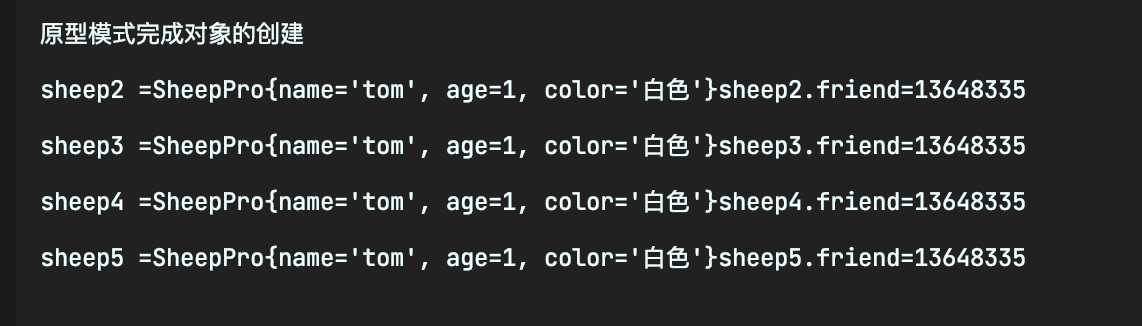 原型模式完成对象的创建
sheep2 =SheepPro{name='tom', age=1, color='白色'}sheep2.friend=13648335
sheep3 =SheepPro{name='tom', age=1, color='白色'}sheep3.friend=13648335
sheep4 =SheepPro{name='tom', age=1, color='白色'}sheep4.friend=13648335
sheep5 =SheepPro{name='tom', age=1, color='白色'}sheep5.friend=13648335